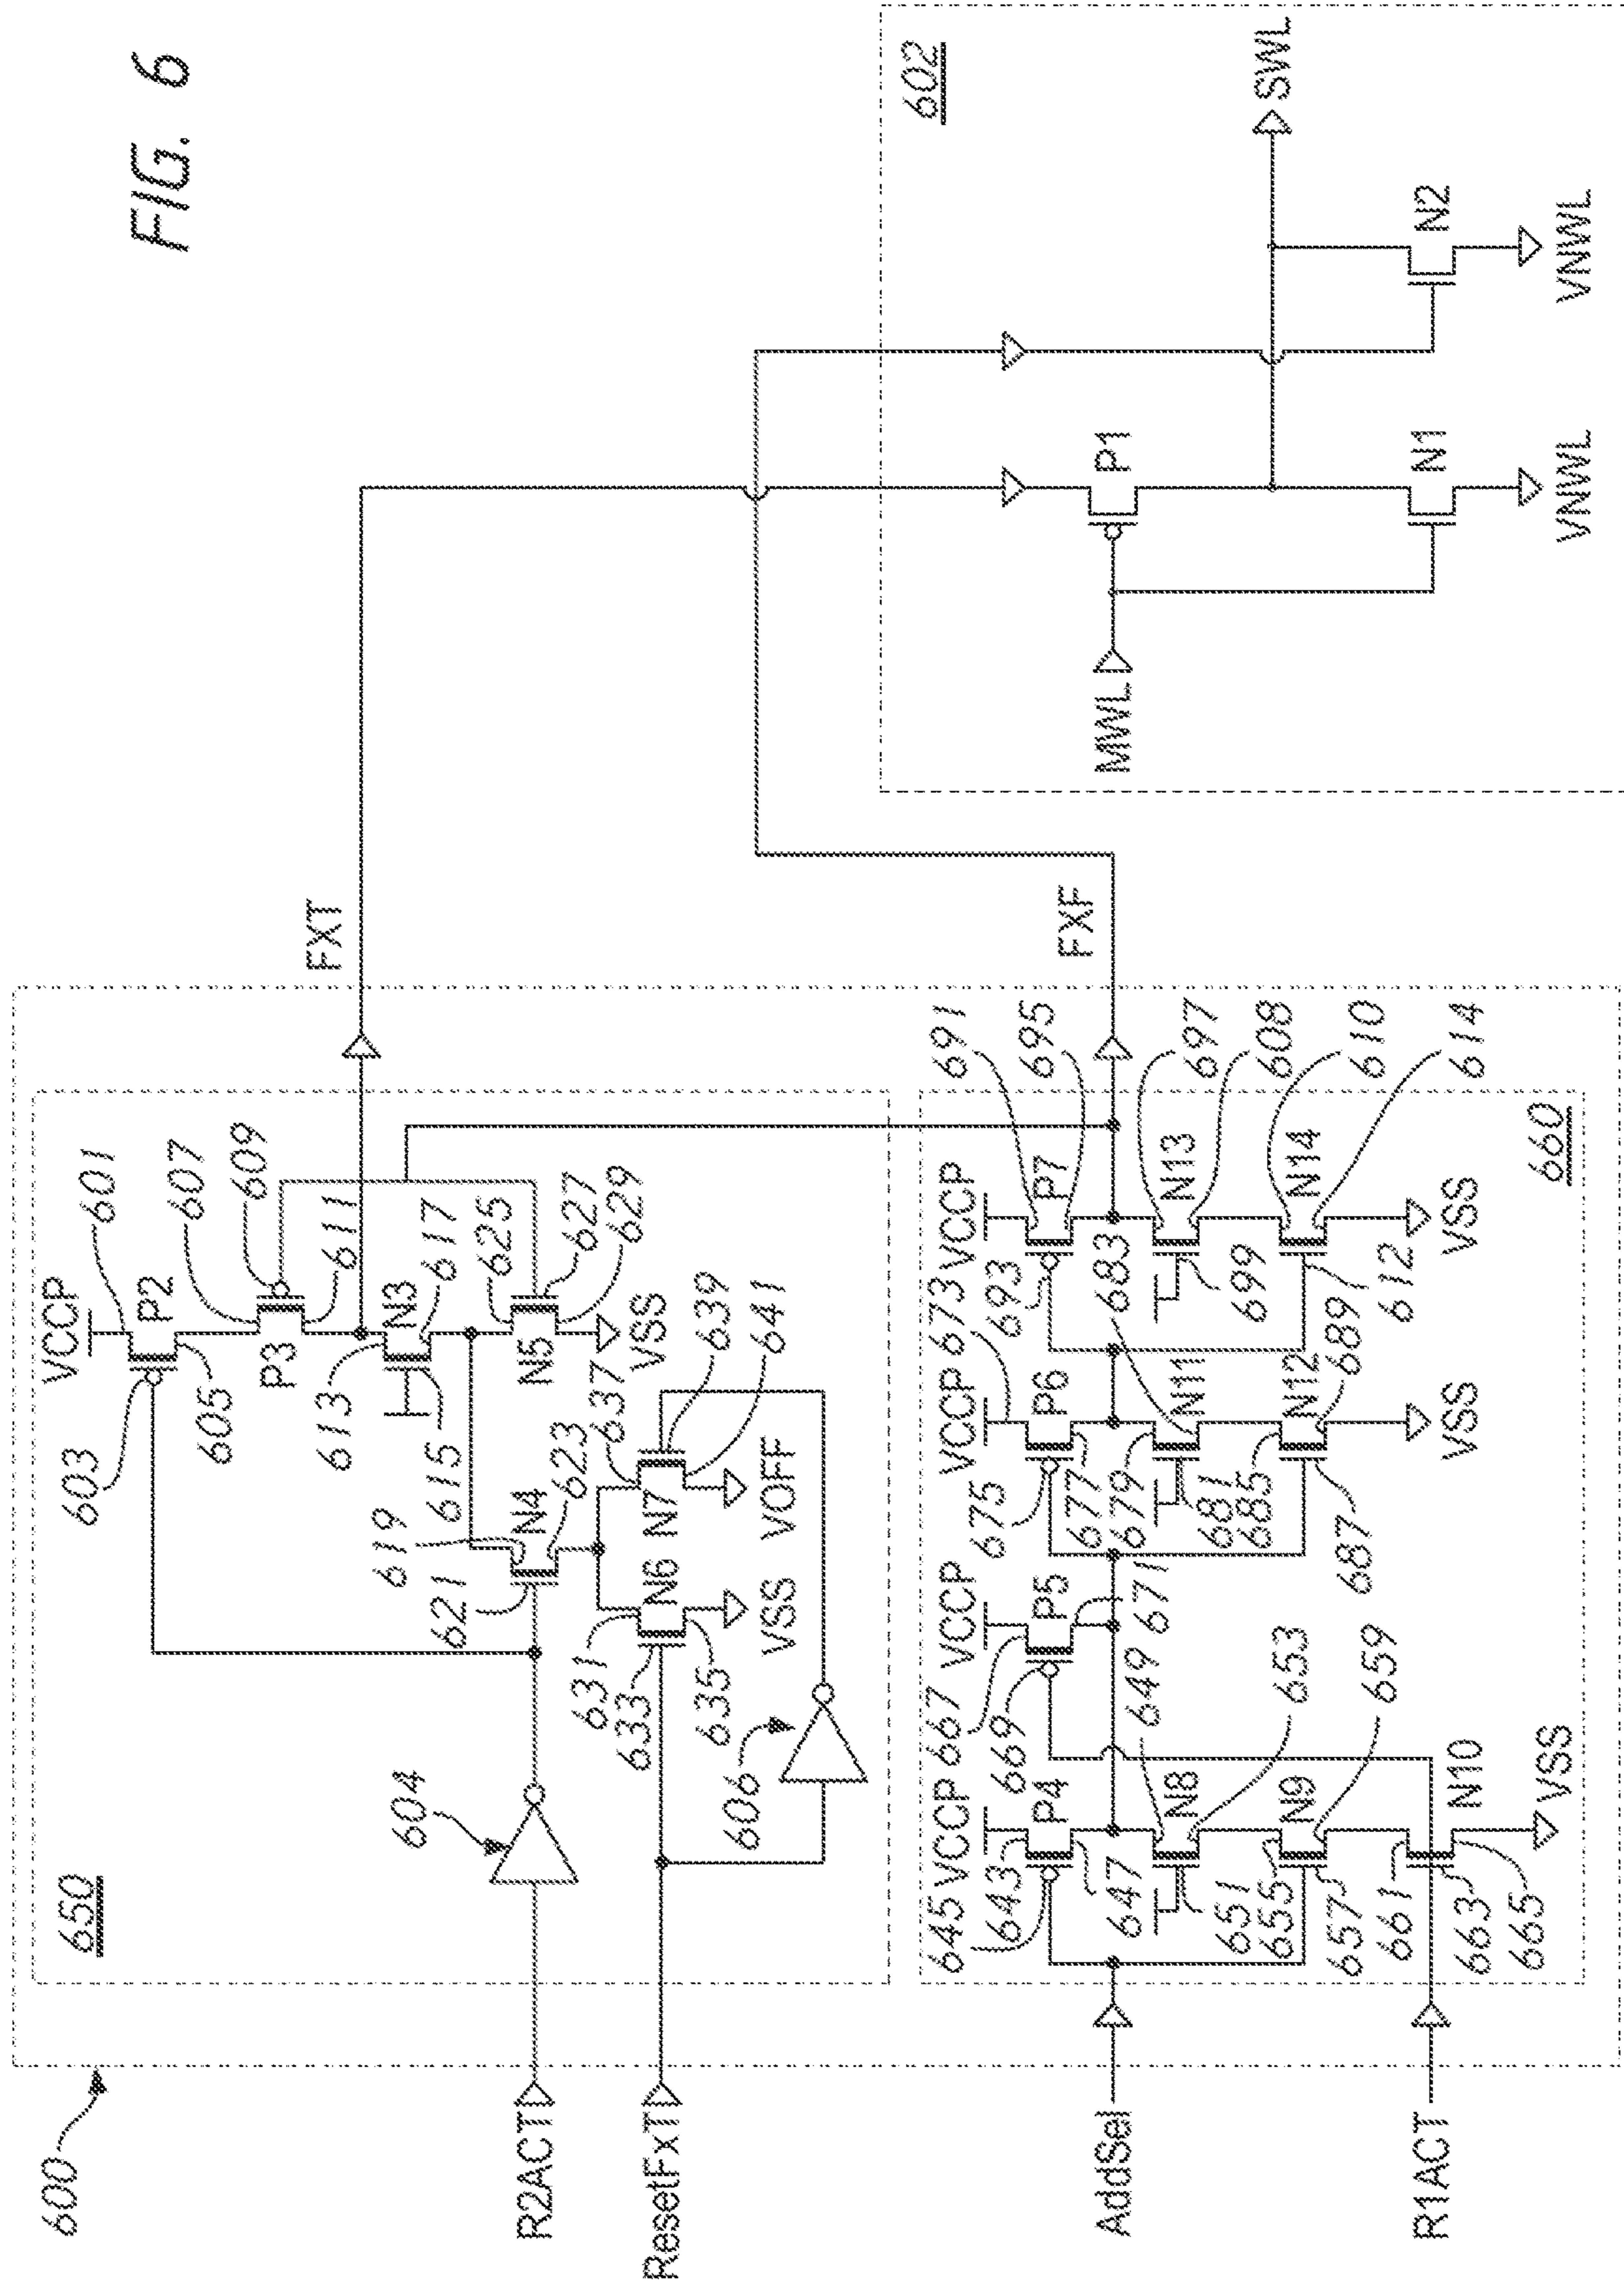 FIG. 6
600
650
604
R2ACT
ResetFxT
606
VCCP
601
603
P2
605
607
609
P3
611
613
N3
615
617
619
621
N4
623
625
N5
627
629
VSS
631
633
N6
635
VSS
637
N7
639
641
VOFF
FXT
660
AddSel
R1ACT
645
643
VCCP
P4
647
649
N8
651
653
655
N9
657
659
661
N10
663
665
VSS
667
VCCP
669
P5
671
673
VCCP
675
P6
677
679
683
N11
681
685
N12
687
689
VSS
691
VCCP
693
P7
695
697
N13
699
608
610
N14
612
614
VSS
FXF
602
MWL
P1
N1
VNWL
N2
VNWL
SWL